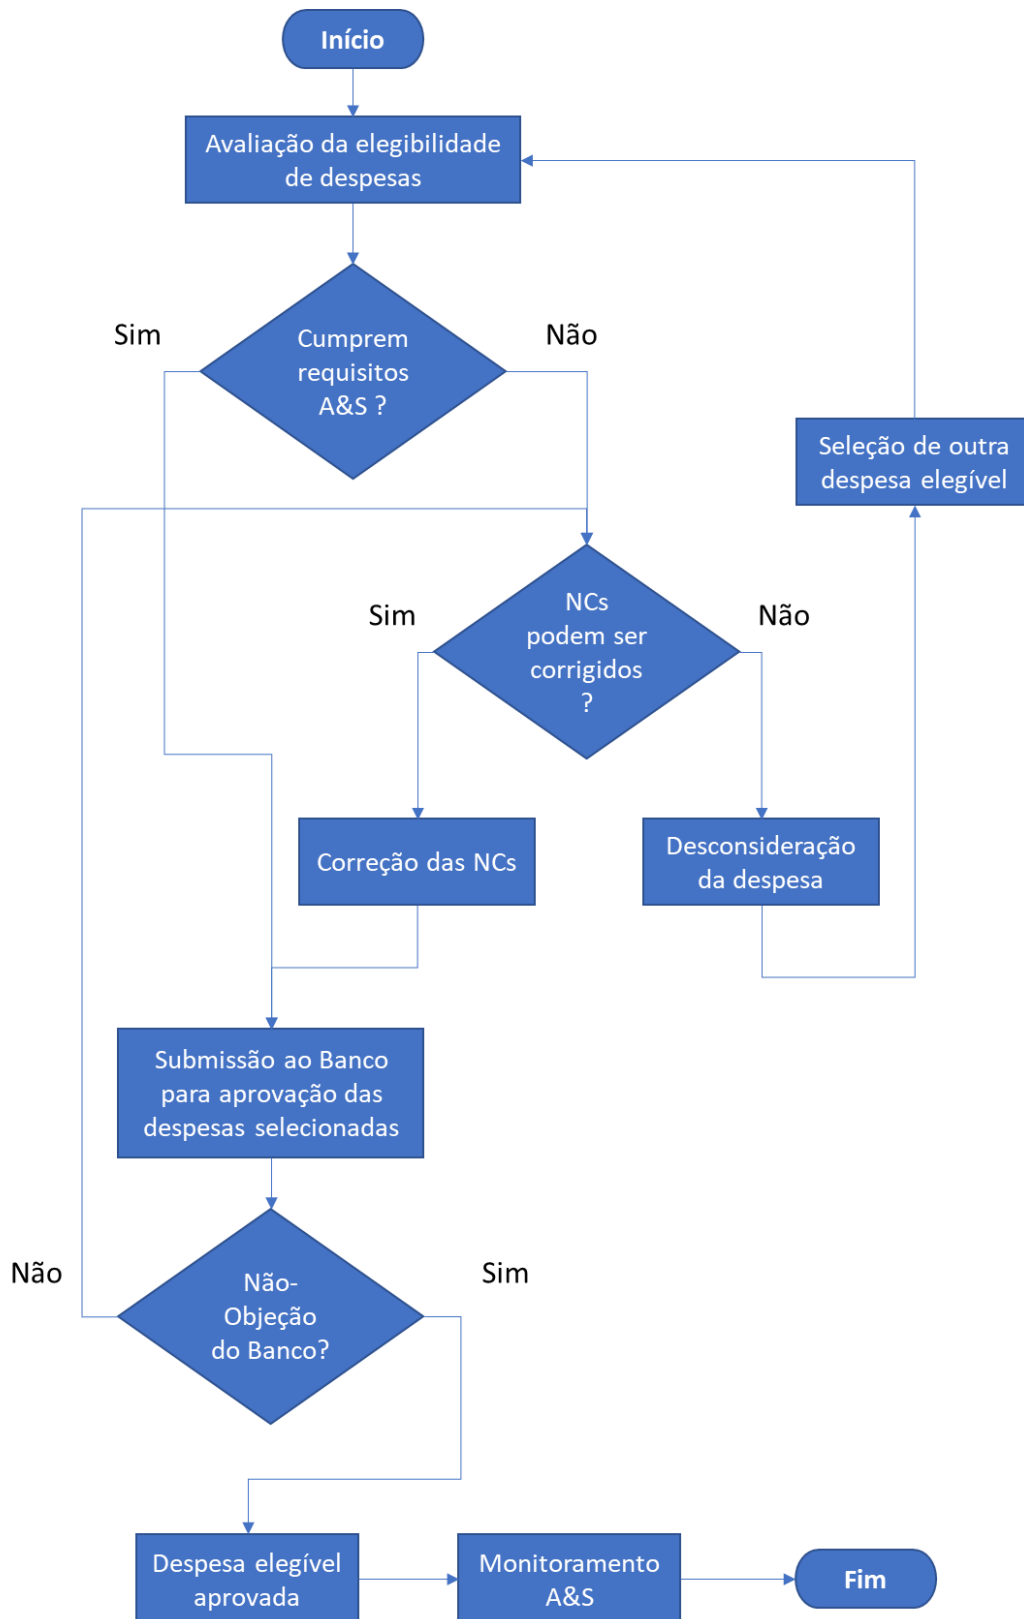 Início
Avaliação da elegibilidade
de despesas
Sim
Não
Cumprem
requisitos
A&S ?
Seleção de outra
despesa elegível
Sim
NCs
podem ser
corrigidos
?
Não
Correção das NCs
Desconsideração
da despesa
Submissão ao Banco
para aprovação das
despesas selecionadas
Não
Não-
Objeção
do Banco?
Sim
Despesa elegível
aprovada
Monitoramento
A&S
Fim